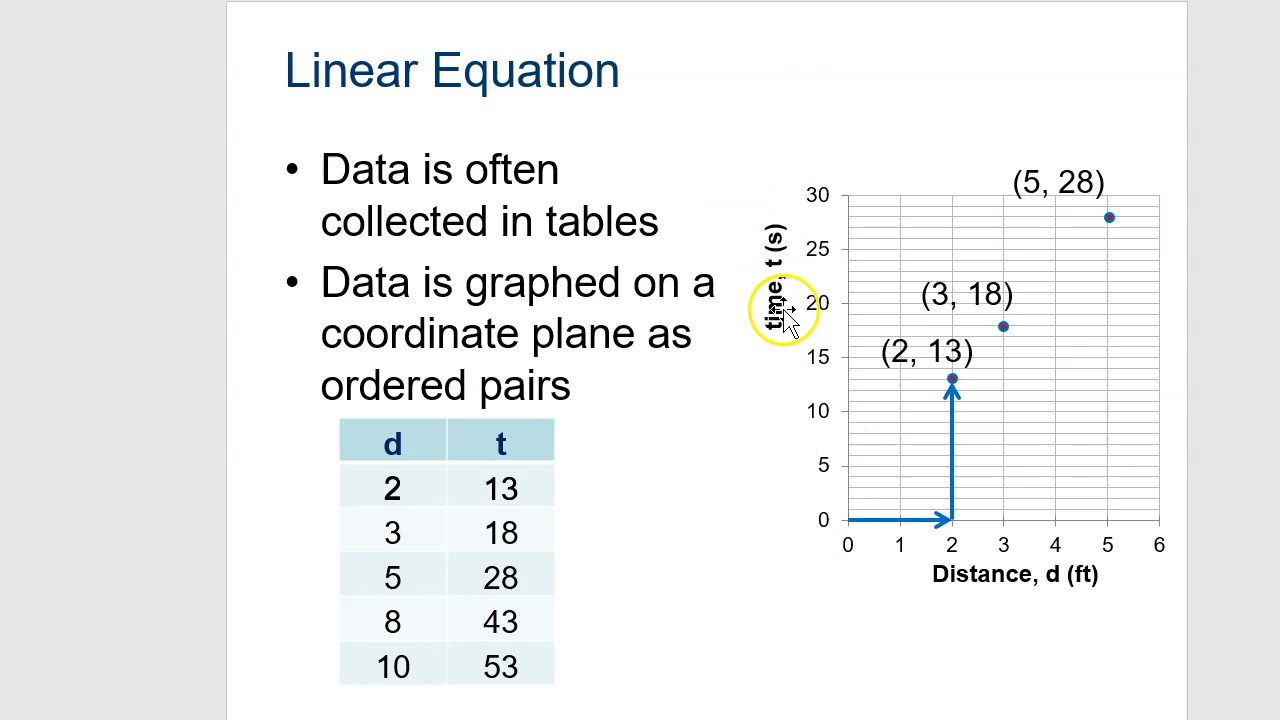 Linear Equation
• Data is often
collected in tables
• Data is graphed on a
coordinate plane as
ordered pairs
d t
2 13
3 18
5 28
8 43
10 53
time, t (s)
30
25
20
15
10
5
0
(5, 28)
(3, 18)
(2, 13)
0 1 2 3 4 5 6
Distance, d (ft)